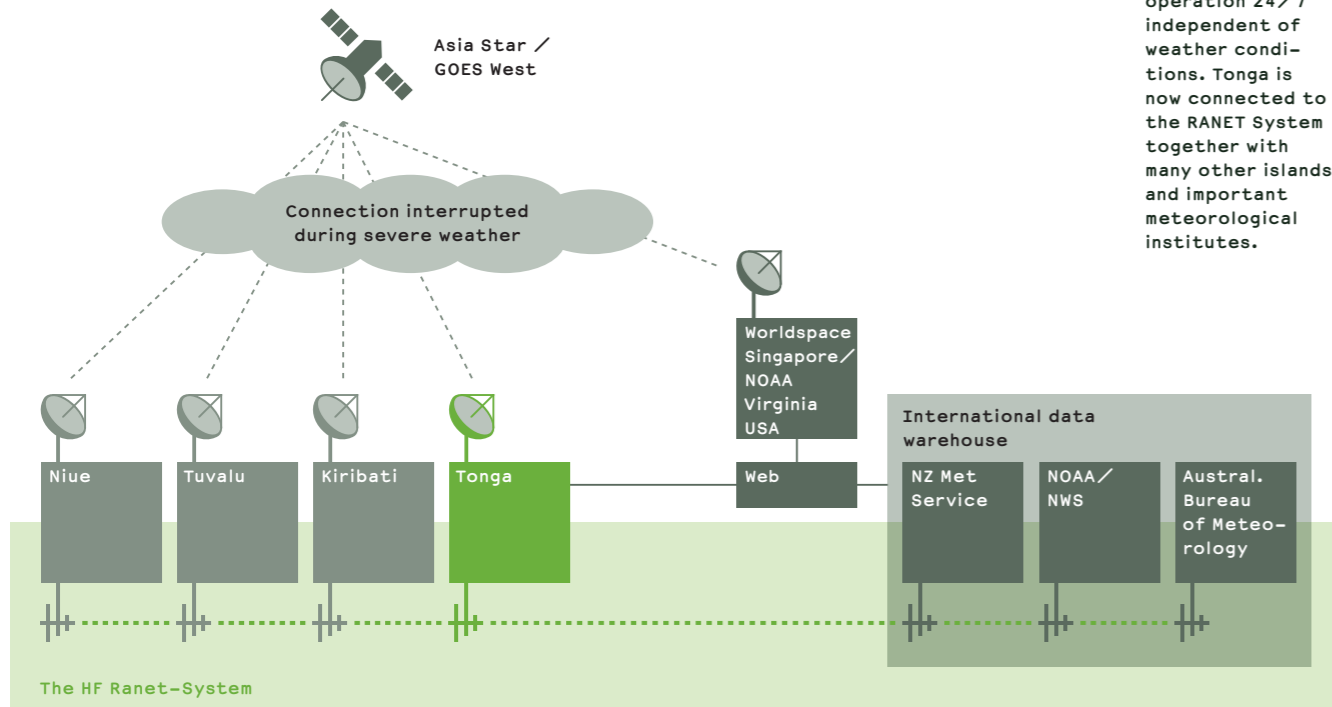 operation 24/7
independent of
weather condi–
tions. Tonga is
now connected to
the RANET System
together with
many other islands
and important
meteorological
institutes.
Asia Star /
GOES West
Connection interrupted
during severe weather
Worldspace
Singapore/
NOAA
Virginia
USA
International data
warehouse
Niue
Tuvalu
Kiribati
Tonga
Web
NZ Met
Service
NOAA/
NWS
Austral.
Bureau
of Meteo–
rology
The HF Ranet–System